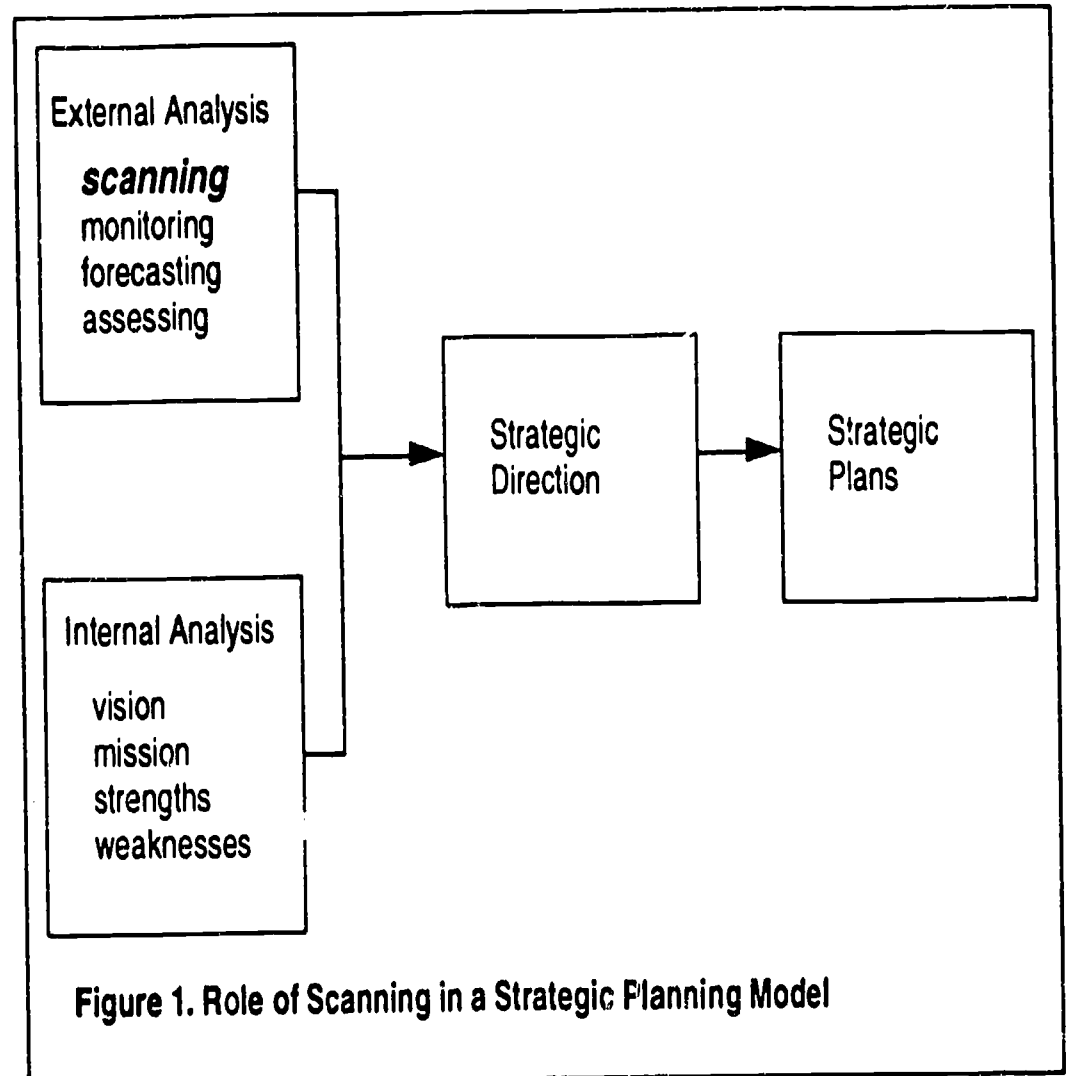 External Analysis
scanning
monitoring
forecasting
assessing
Strategic
Direction
Strategic
Plans
Internal Analysis
vision
mission
strengths
weaknesses
Figure 1. Role of Scanning in a Strategic Planning Model